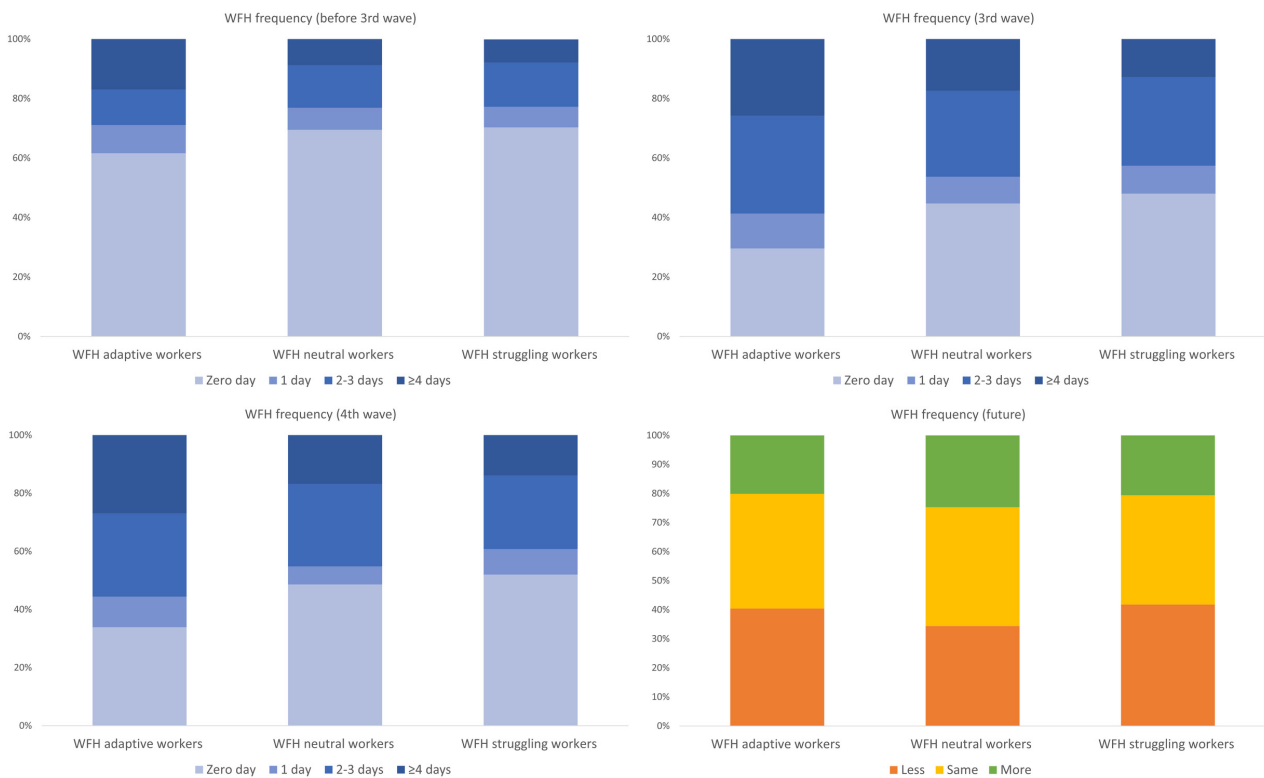 WFH frequency (before 3rd wave)
100%
80%
60%
40%
20%
0%
WFH adaptive workers WFH neutral workers WFH struggling workers
Zero day 1 day 2-3 days ≥4 days
WFH frequency (3rd wave)
100%
80%
60%
40%
20%
0%
WFH adaptive workers WFH neutral workers WFH struggling workers
Zero day 1 day 2-3 days ≥4 days
WFH frequency (4th wave)
100%
80%
60%
40%
20%
0%
WFH adaptive workers WFH neutral workers WFH struggling workers
Zero day 1 day 2-3 days ≥4 days
WFH frequency (future)
100%
90%
80%
70%
60%
50%
40%
30%
20%
10%
0%
WFH adaptive workers WFH neutral workers WFH struggling workers
Less Same More